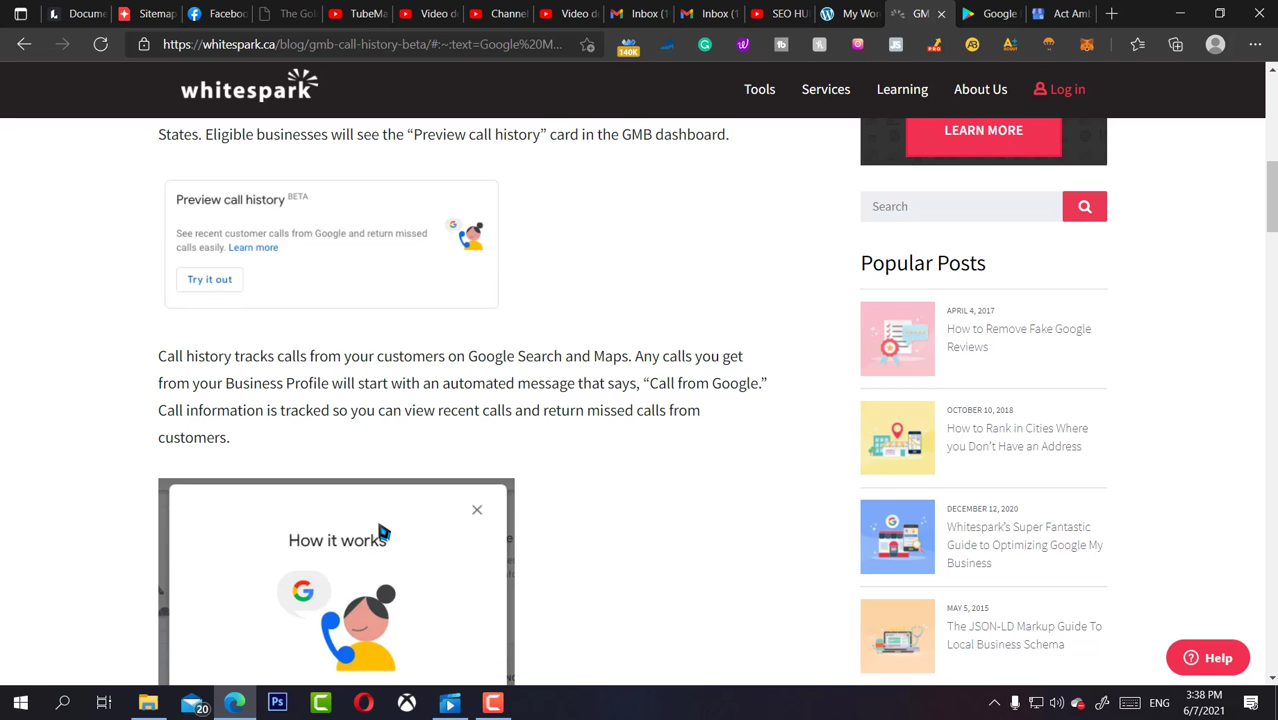 Docume
Sitemap
Faceboo
The Gol
TubeMa
Video d
Channel
Video d
Inbox (1
Inbox (1
SEO HU
My Wor
GM
Google
Act Amb
https://whitespark.ca/blog/gmb-call-history-beta/#:~:text=Google%20M...
140K
whitespark
Tools
Services
Learning
About Us
Log in
States. Eligible businesses will see the “Preview call history” card in the GMB dashboard.
Preview call history BETA
See recent customer calls from Google and return missed
calls easily. Learn more
Try it out
Call history tracks calls from your customers on Google Search and Maps. Any calls you get
from your Business Profile will start with an automated message that says, “Call from Google.”
Call information is tracked so you can view recent calls and return missed calls from
customers.
How it works
LEARN MORE
Search
Popular Posts
APRIL 4, 2017
How to Remove Fake Google
Reviews
OCTOBER 10, 2018
How to Rank in Cities Where
you Don’t Have an Address
DECEMBER 12, 2020
Whitespark’s Super Fantastic
Guide to Optimizing Google My
Business
MAY 5, 2015
The JSON-LD Markup Guide To
Local Business Schema
Help
20
Ps
ENG
3:38 PM
6/7/2021